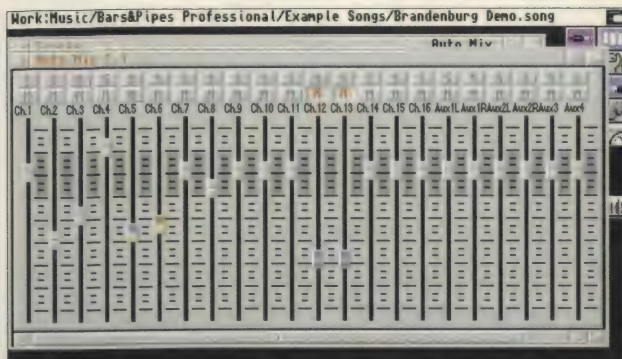 Work:Music/Bars&Pipes Professional/Example Songs/Brandenburg Demo.song
Auto Mix
Ch.1 Ch.2 Ch.3 Ch.4 Ch.5 Ch.6 Ch.7 Ch.8 Ch.9 Ch.10 Ch.11 Ch.12 Ch.13 Ch.14 Ch.15 Ch.16 Aux1L Aux1R Aux2L Aux2R Aux3 Aux4